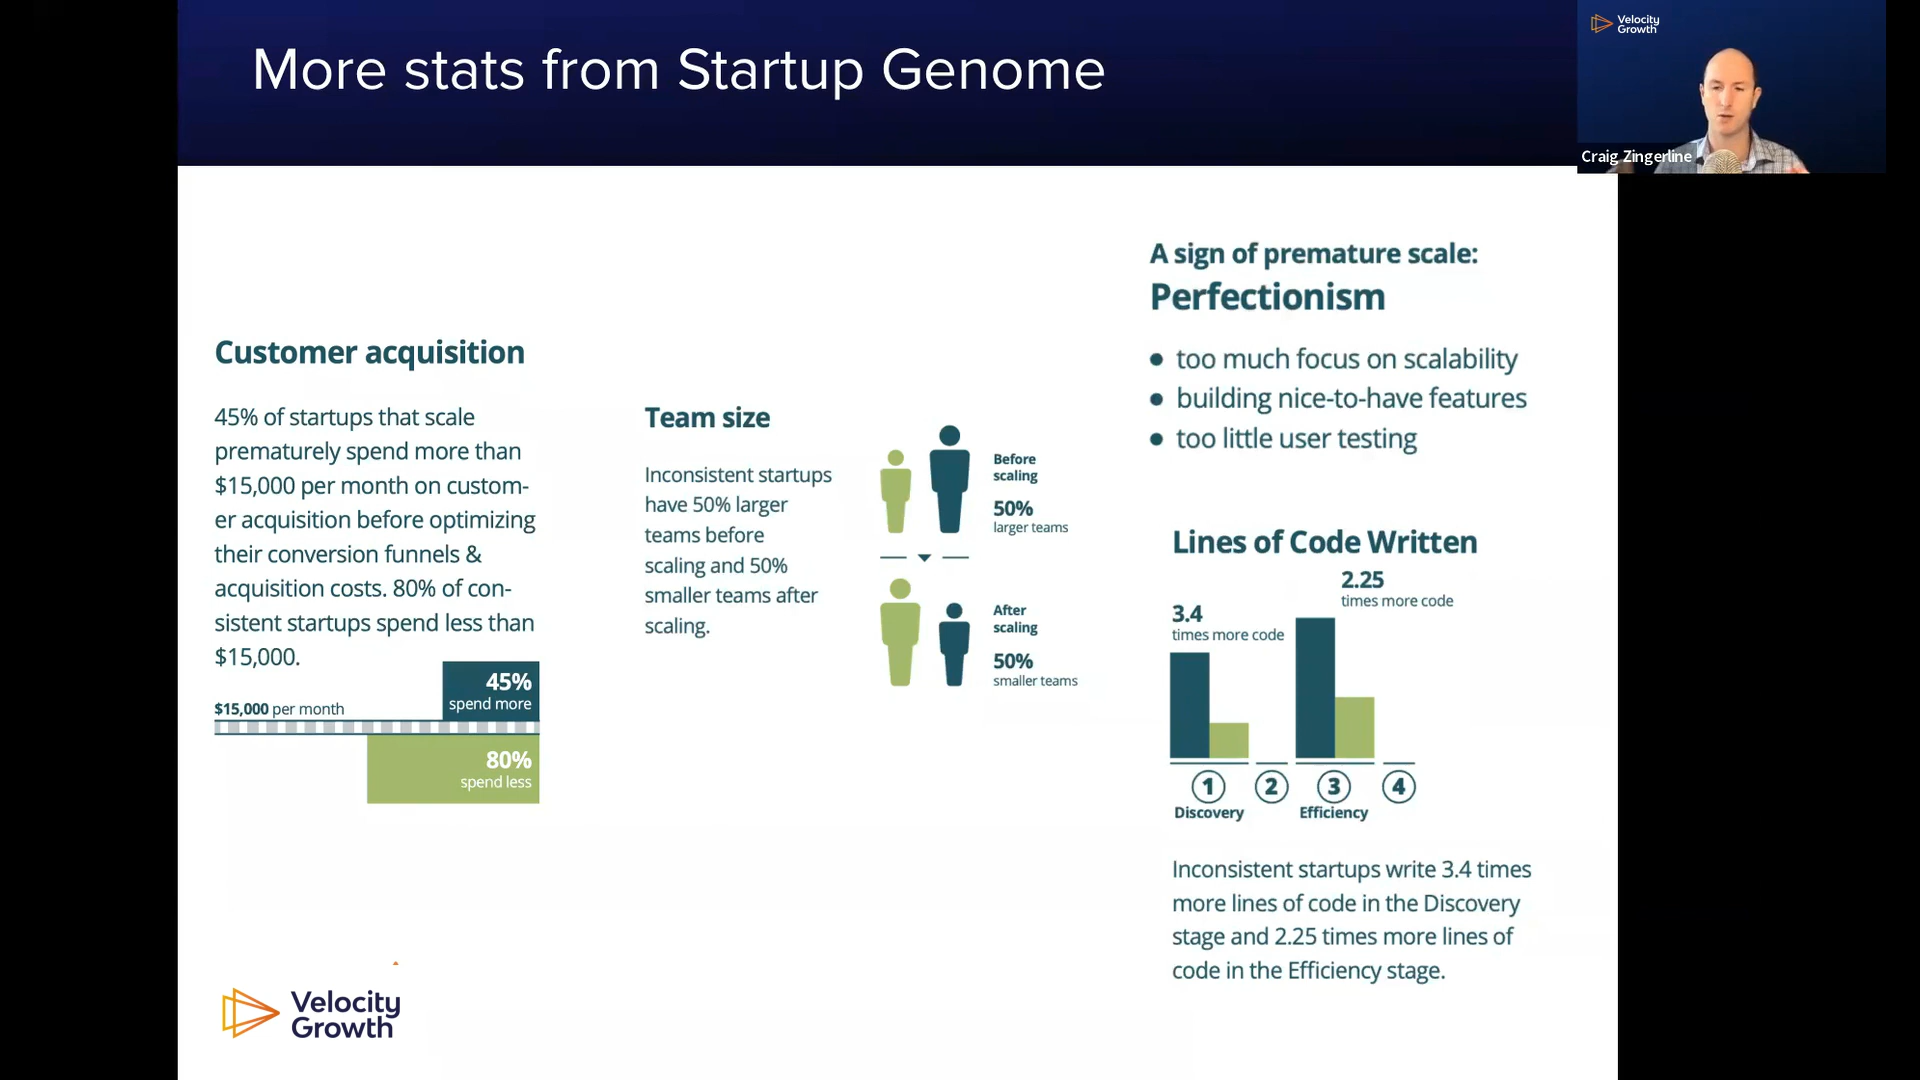 More stats from Startup Genome
Velocity
Growth
Craig Zingerline
Customer acquisition
45% of startups that scale
prematurely spend more than
$15,000 per month on custom-
er acquisition before optimizing
their conversion funnels &
acquisition costs. 80% of con-
sistent startups spend less than
$15,000.
45%
spend more
$15,000 per month
80%
spend less
Team size
Inconsistent startups
have 50% larger
teams before
scaling and 50%
smaller teams after
scaling.
Before
scaling
50%
larger teams
After
scaling
50%
smaller teams
A sign of premature scale:
Perfectionism
● too much focus on scalability
● building nice-to-have features
● too little user testing
Lines of Code Written
2.25
times more code
3.4
times more code
1 2 3 4
Discovery Efficiency
Inconsistent startups write 3.4 times
more lines of code in the Discovery
stage and 2.25 times more lines of
code in the Efficiency stage.
Velocity
Growth